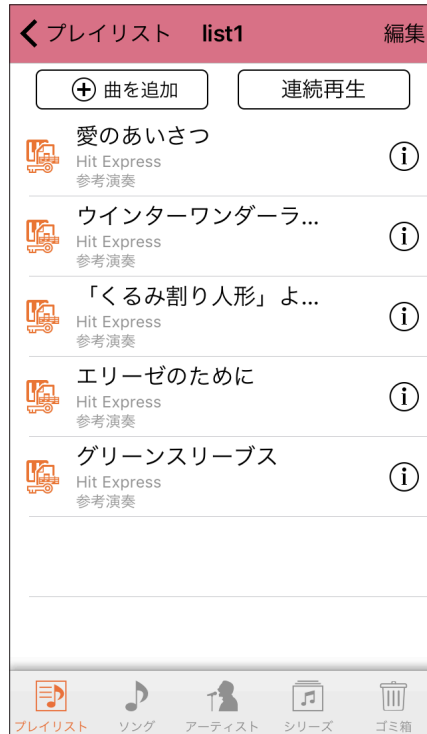 プレイリスト list1 編集
曲を追加 連続再生
愛のあいさつ
Hit Express
参考演奏
ウインターワンダーラ...
Hit Express
参考演奏
「くるみ割り人形」よ...
Hit Express
参考演奏
エリーゼのために
Hit Express
参考演奏
グリーンスリーブス
Hit Express
参考演奏
プレイリスト ソング アーティスト シリーズ ゴミ箱